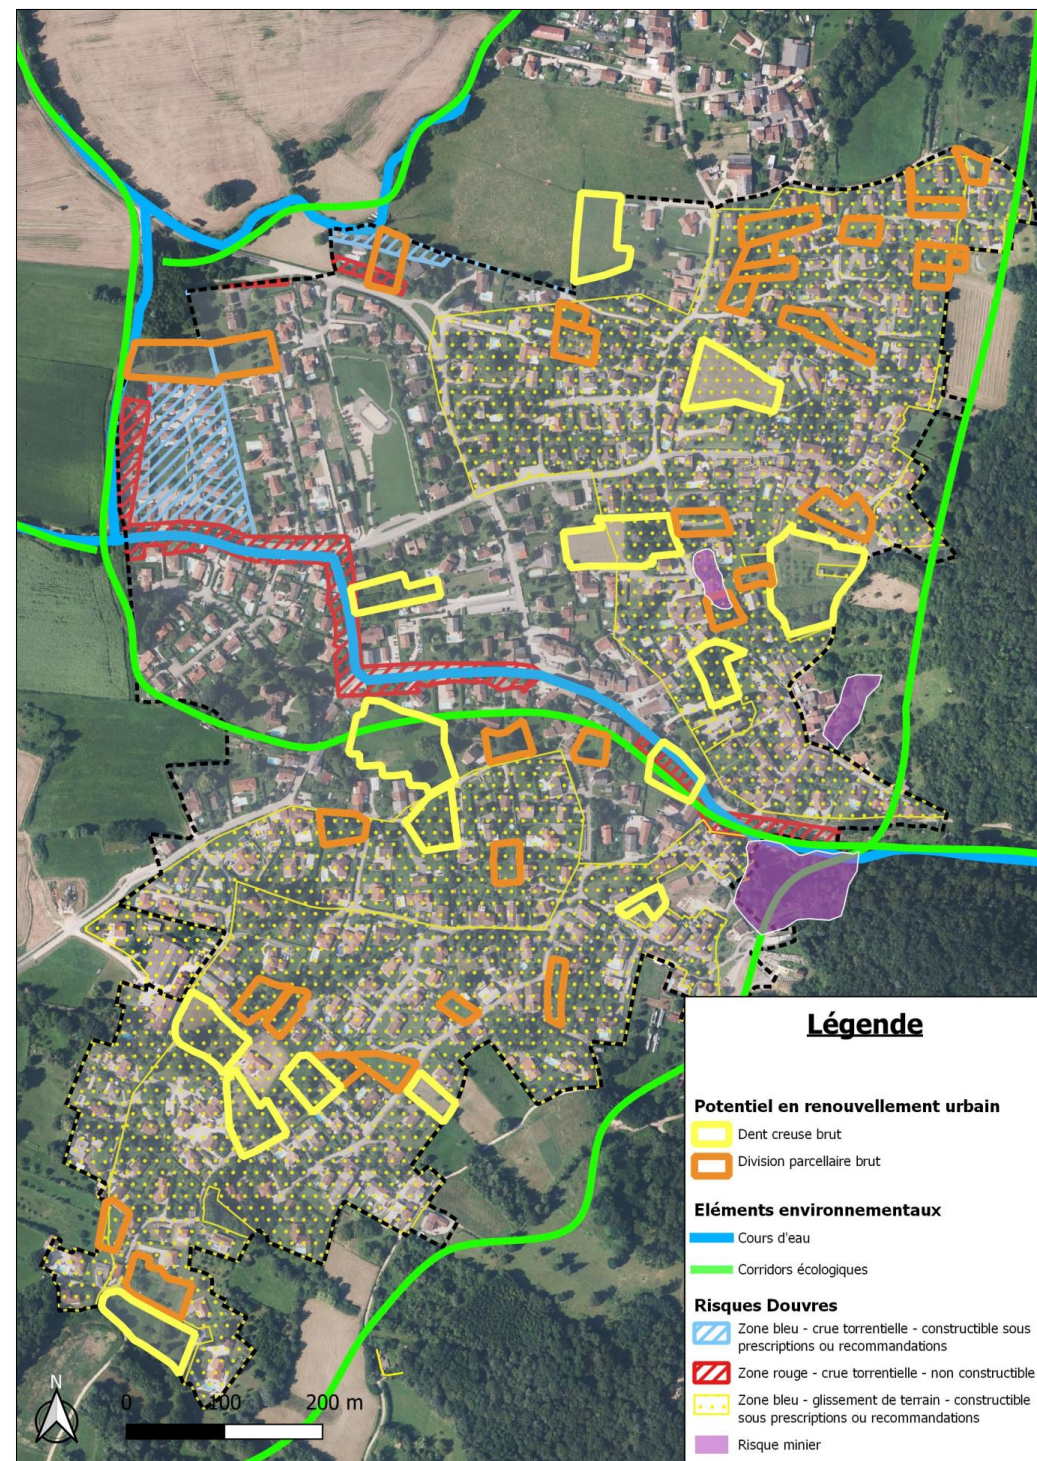 Légende
Potentiel en renouvellement urbain
Dent creuse brut
Division parcellaire brut
Eléments environnementaux
Cours d'eau
Corridors écologiques
Risques Douvres
Zone bleu - crue torrentielle - constructible sous
prescriptions ou recommandations
Zone rouge - crue torrentielle - non constructible
Zone bleu - glissement de terrain - constructible
sous prescriptions ou recommandations
Risque minier
N
0 100 200 m